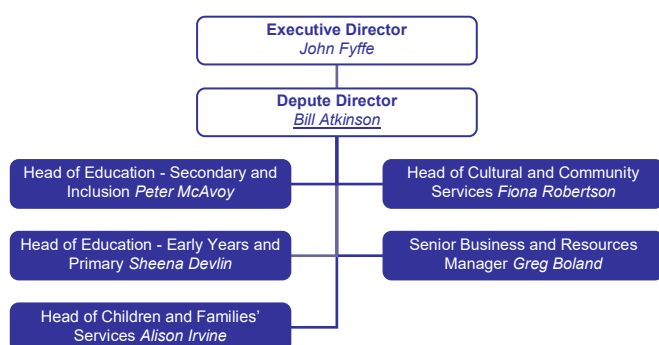 Executive Director
John Fyffe
Depute Director
Bill Atkinson
Head of Education - Secondary and
Inclusion Peter McAvoy
Head of Cultural and Community
Services Fiona Robertson
Head of Education - Early Years and
Primary Sheena Devlin
Senior Business and Resources
Manager Greg Boland
Head of Children and Families’
Services Alison Irvine